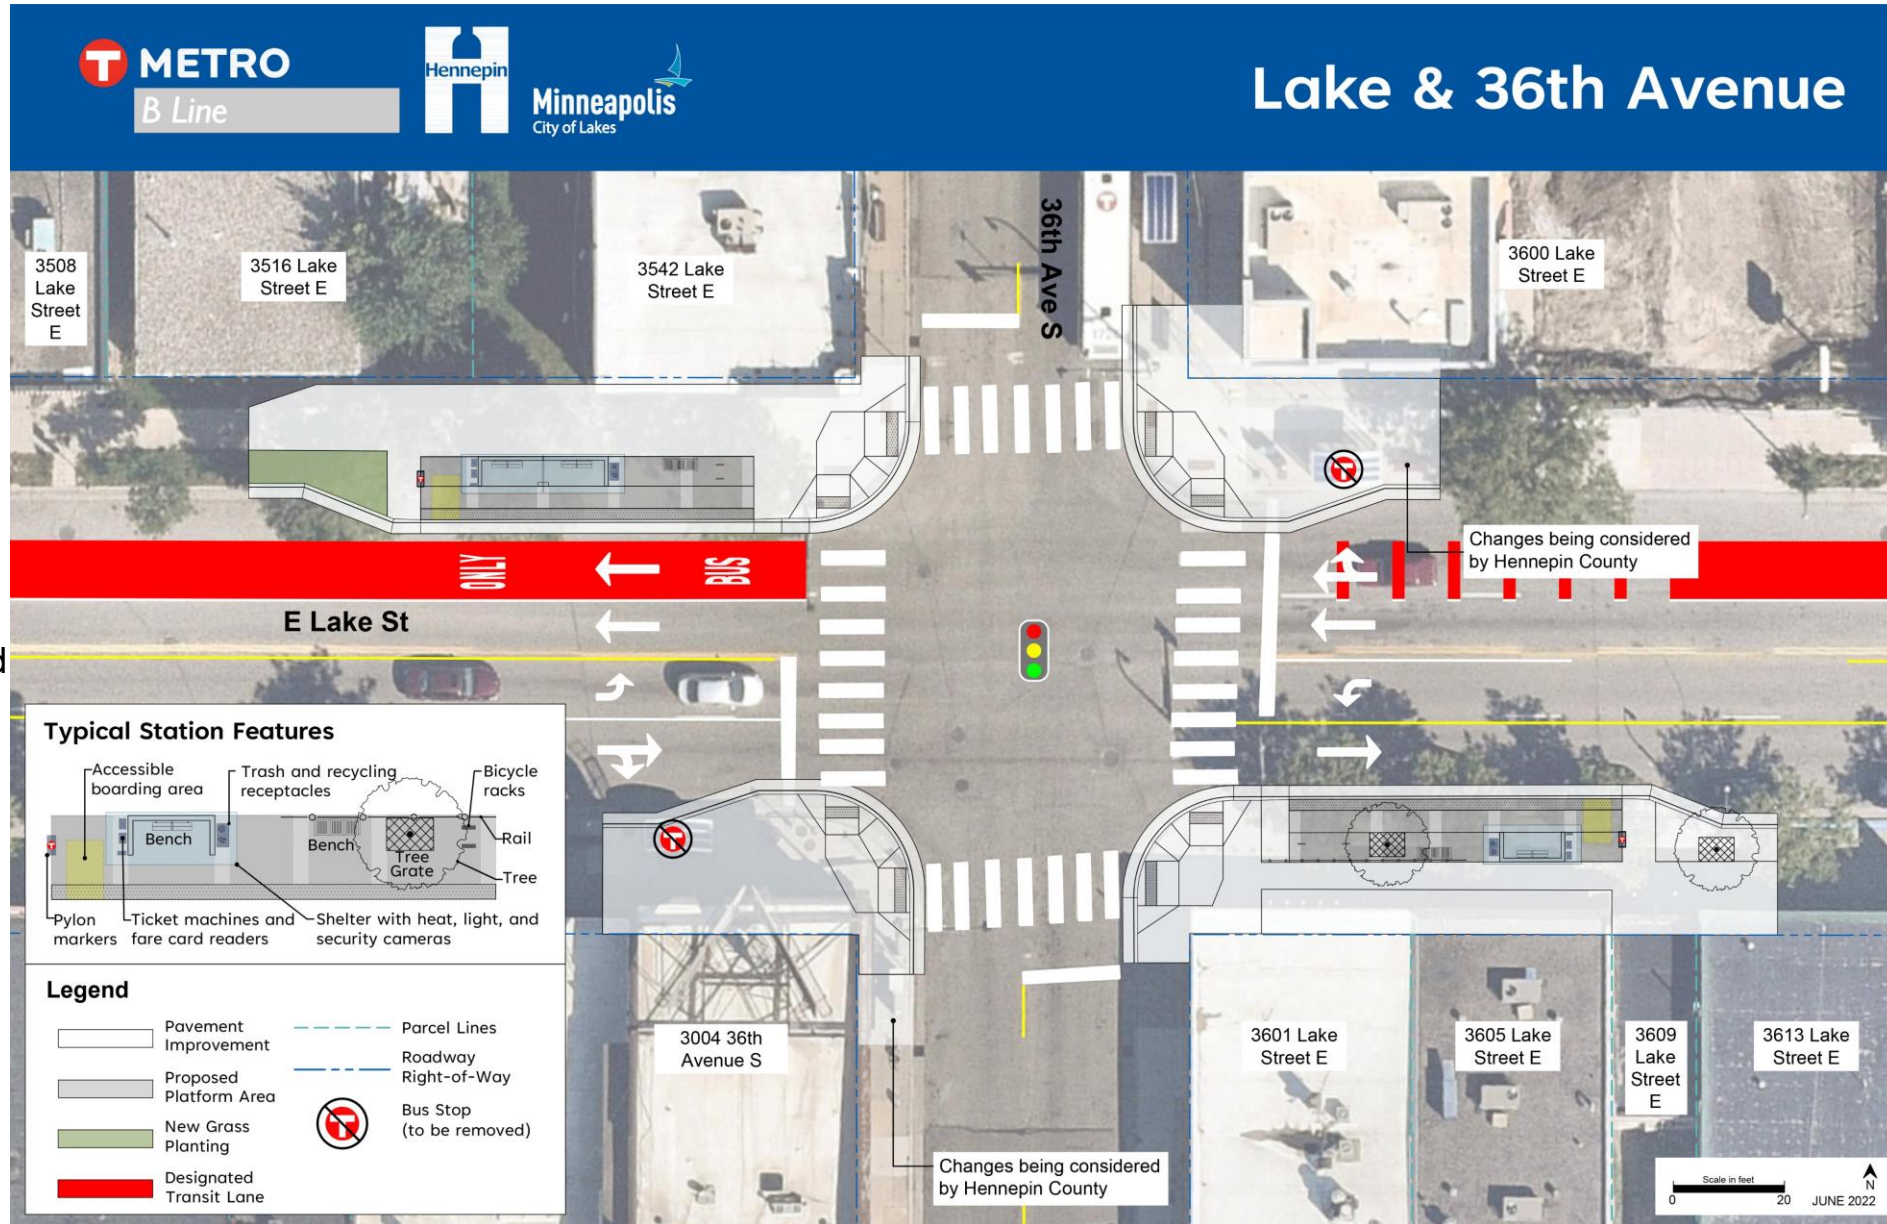 METRO
B Line
Hennepin
Minneapolis
City of Lakes
Lake & 36th Avenue
36th Ave S
3508
Lake
Street
E
3516 Lake
Street E
3542 Lake
Street E
3600 Lake
Street E
Changes being considered
by Hennepin County
ONLY
BUS
E Lake St
d
Typical Station Features
Accessible
boarding area
Trash and recycling
receptacles
Bicycle
racks
Bench
Bench
Rail
Tree
Grate
Tree
Pylon
markers
Ticket machines and
fare card readers
Shelter with heat, light, and
security cameras
Legend
Pavement
Improvement
Parcel Lines
Proposed
Platform Area
Roadway
Right-of-Way
New Grass
Planting
Bus Stop
(to be removed)
Designated
Transit Lane
3004 36th
Avenue S
Changes being considered
by Hennepin County
3601 Lake
Street E
3605 Lake
Street E
3609
Lake
Street
E
3613 Lake
Street E
Scale in feet
0 20
N
JUNE 2022